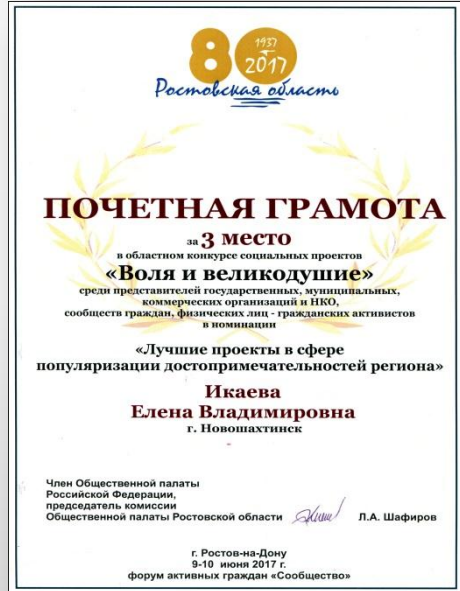 80
1937
2017
Ростовская область
ПОЧЕТНАЯ ГРАМОТА
за 3 место
в областном конкурсе социальных проектов
«Воля и великодушие»
среди представителей государственных, муниципальных,
коммерческих организаций и НКО,
сообществ граждан, физических лиц - гражданских активистов
в номинации
«Лучшие проекты в сфере
популяризации достопримечательностей региона»
Икаева
Елена Владимировна
г. Новошахтинск
Член Общественной палаты
Российской Федерации,
председатель комиссии
Общественной палаты Ростовской области Л.А. Шафиров
г. Ростов-на-Дону
9-10 июня 2017 г.
форум активных граждан «Сообщество»